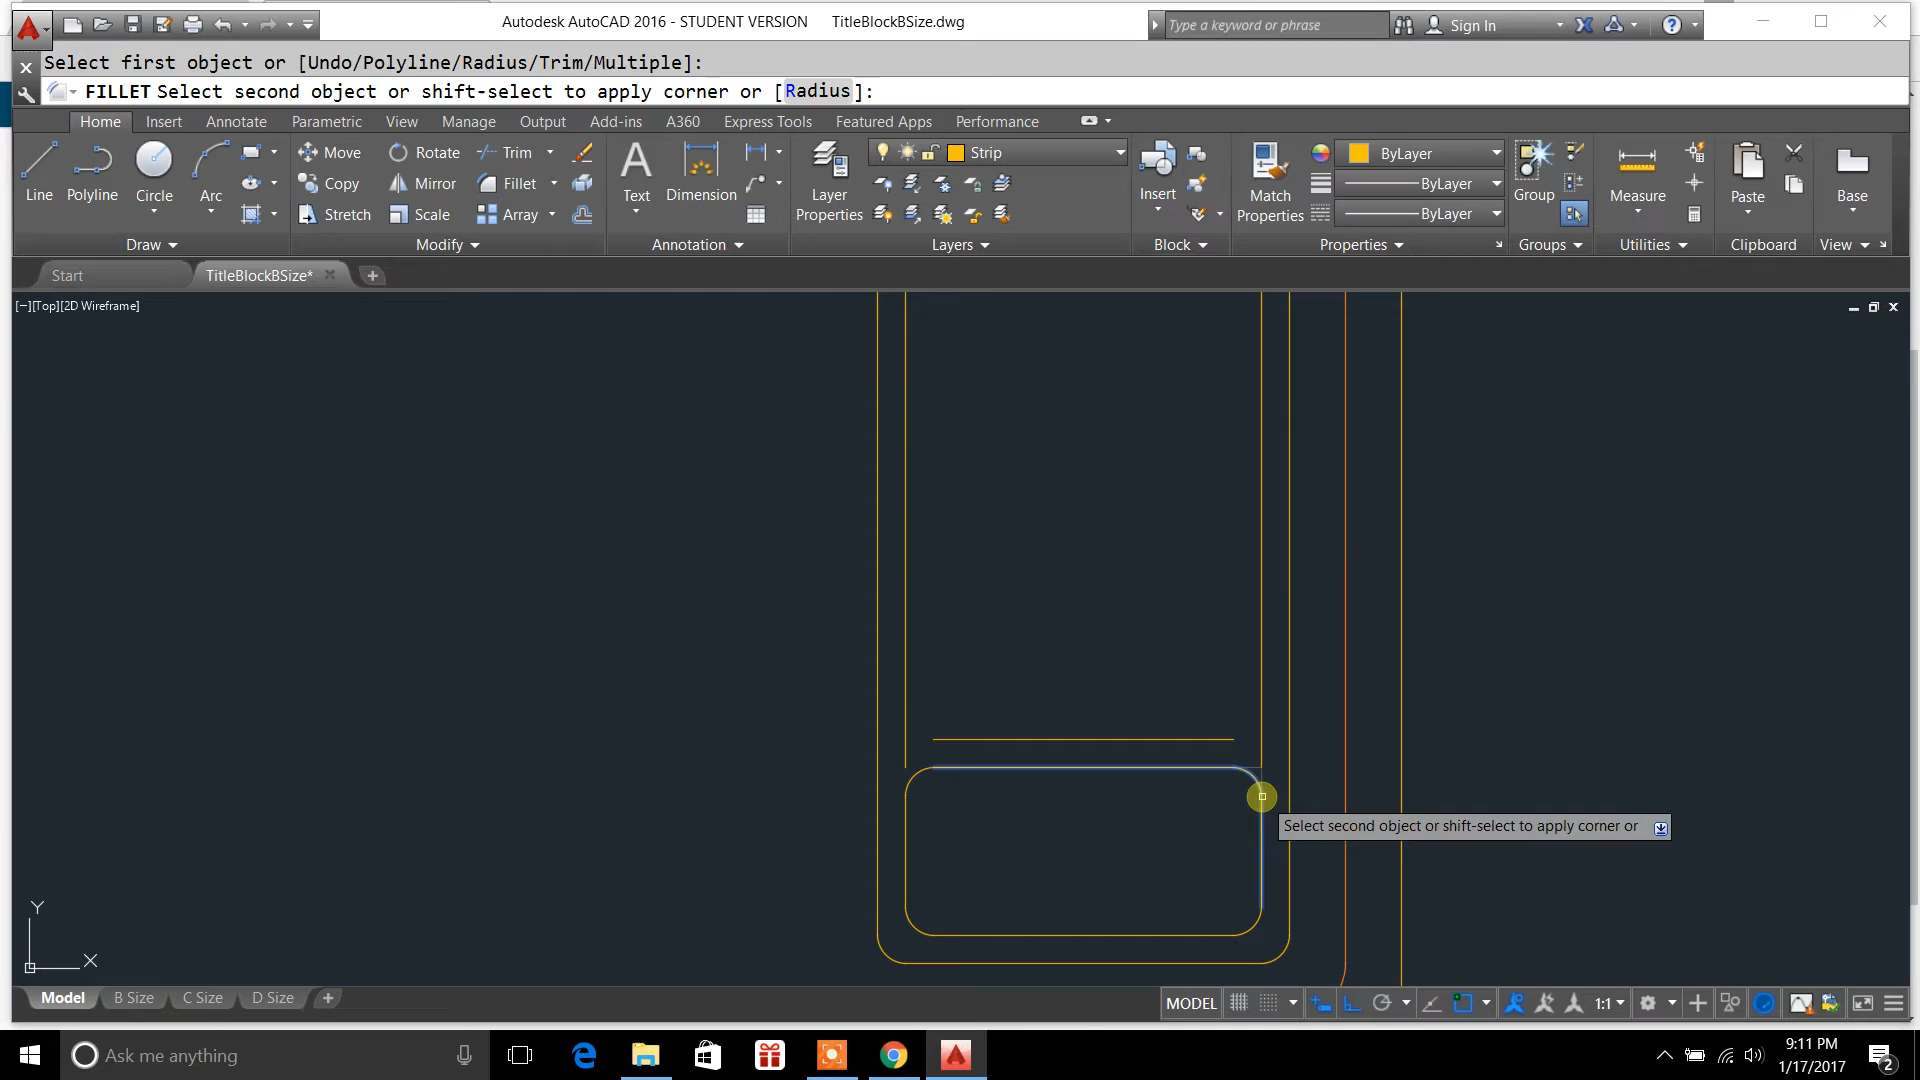 Autodesk AutoCAD 2016 - STUDENT VERSION TitleBlockBSize.dwg
Type a keyword or phrase
Sign In
Select first object or [Undo/Polyline/Radius/Trim/Multiple]:
FILLET Select second object or shift-select to apply corner or [Radius]:
Home Insert Annotate Parametric View Manage Output Add-ins A360 Express Tools Featured Apps Performance
Line
Polyline
Circle
Arc
Draw
Move
Rotate
Trim
Copy
Mirror
Fillet
Stretch
Scale
Array
Modify
Text
Dimension
Annotation
Layer
Properties
Strip
Layers
Insert
Block
Match
Properties
ByLayer
ByLayer
ByLayer
Properties
Group
Groups
Measure
Utilities
Paste
Clipboard
Base
View
Start
TitleBlockBSize*
[−][Top][2D Wireframe]
Select second object or shift-select to apply corner or
Y
X
Model B Size C Size D Size
MODEL
1:1
Ask me anything
9:11 PM
1/17/2017
2